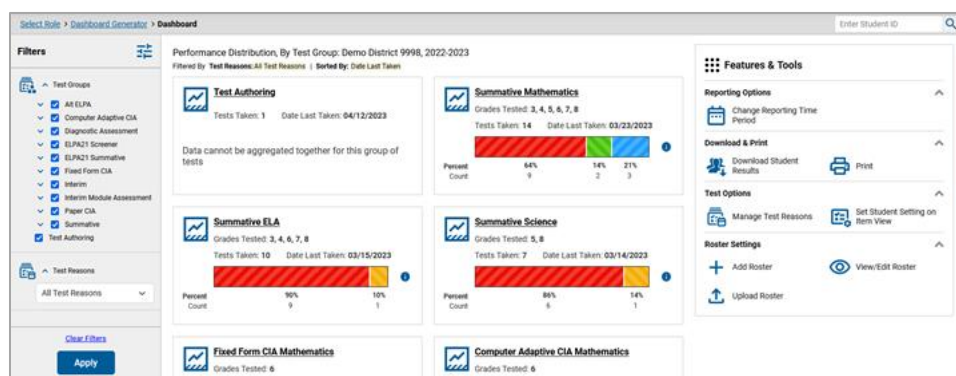 Select Role > Dashboard Generator > Dashboard
Enter Student ID
Filters
Test Groups
Alt ELPA
Computer Adaptive CIA
Diagnostic Assessment
ELPA21 Screener
ELPA21 Summative
Fixed Form CIA
Interim
Interim Module Assessment
Paper CIA
Summative
Test Authoring
Test Reasons
All Test Reasons
Clear Filters
Apply
Performance Distribution, By Test Group: Demo District 9998, 2022-2023
Filtered By Test Reasons: All Test Reasons | Sorted By: Date Last Taken
Test Authoring
Tests Taken: 1 Date Last Taken: 04/12/2023
Data cannot be aggregated together for this group of
tests
Summative Mathematics
Grades Tested: 3, 4, 5, 6, 7, 8
Tests Taken: 14 Date Last Taken: 03/23/2023
Percent 64% 14% 21%
Count 9 2 3
Summative ELA
Grades Tested: 3, 4, 6, 7, 8
Tests Taken: 10 Date Last Taken: 03/15/2023
Percent 90% 10%
Count 9 1
Summative Science
Grades Tested: 5, 8
Tests Taken: 7 Date Last Taken: 03/14/2023
Percent 86% 14%
Count 6 1
Fixed Form CIA Mathematics
Grades Tested: 6
Computer Adaptive CIA Mathematics
Grades Tested: 6
Features & Tools
Reporting Options
Change Reporting Time
Period
Download & Print
Download Student
Results
Print
Test Options
Manage Test Reasons
Set Student Setting on
Item View
Roster Settings
Add Roster
View/Edit Roster
Upload Roster